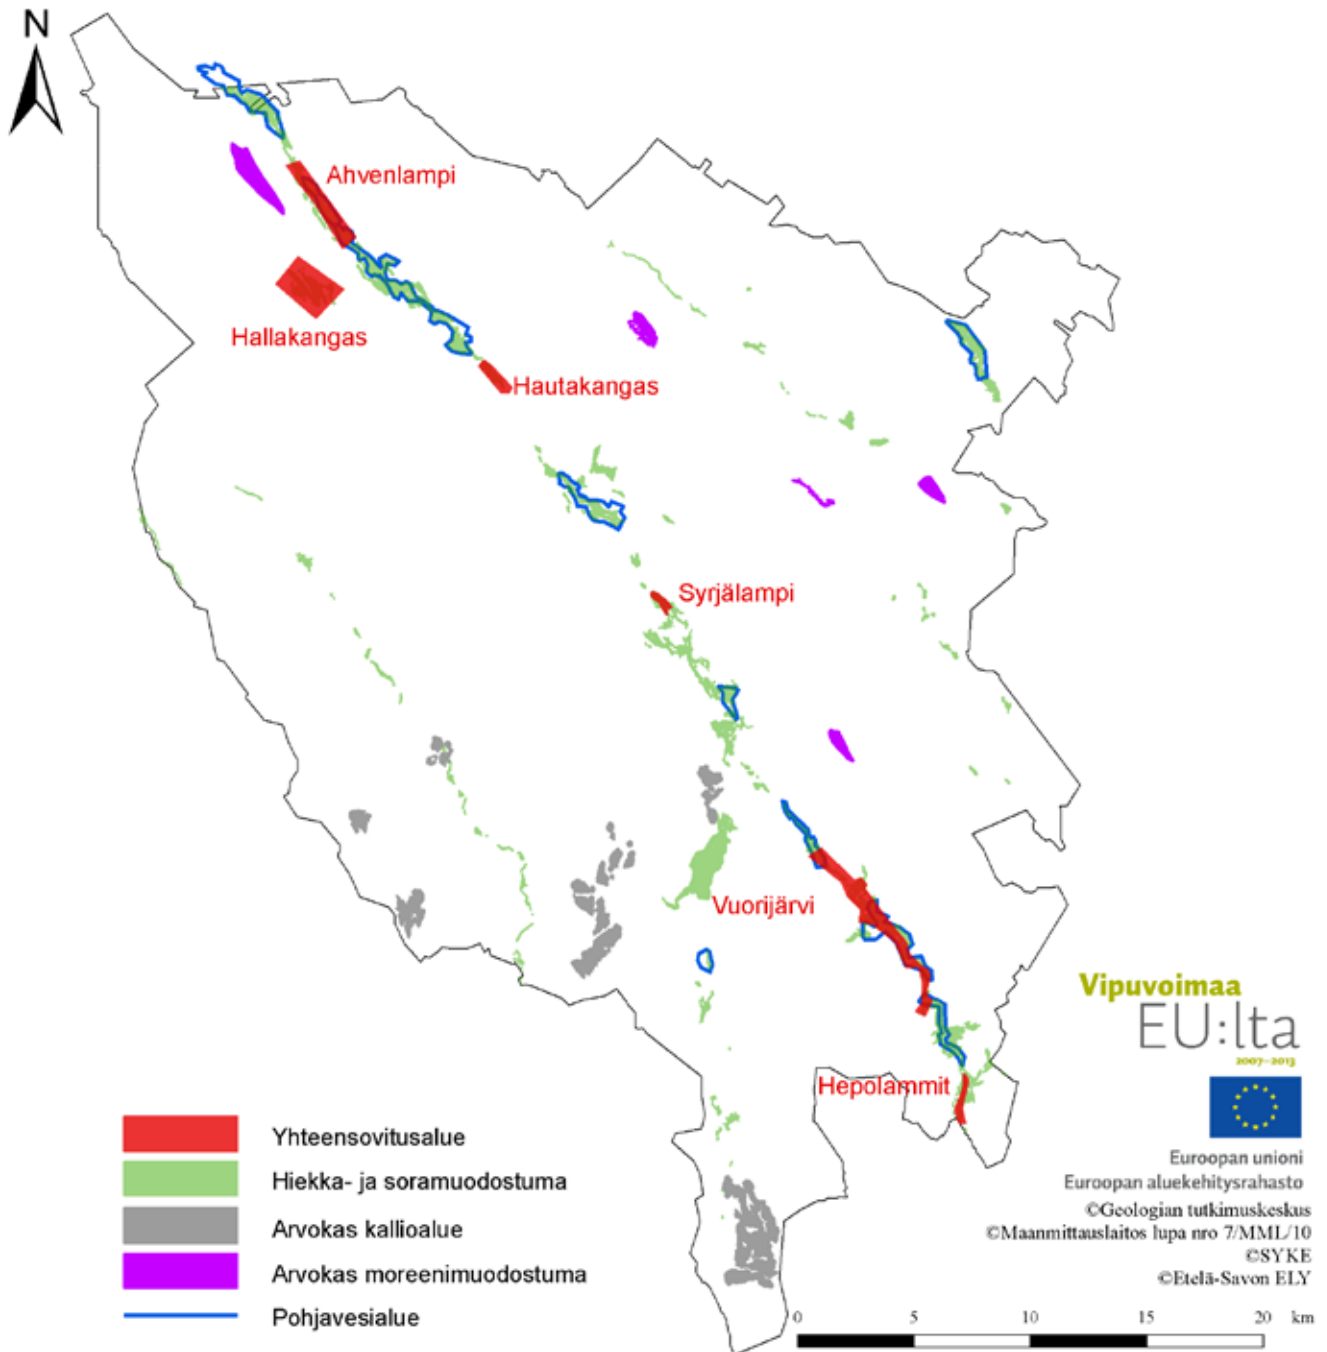 N
Ahvenlampi
Hallakangas
Hautakangas
Syrjälampi
Vuorijärvi
Hepolammit
Vipuvoimaa
EU:lta
2007–2013
Euroopan unioni
Euroopan aluekehitysrahasto
©Geologian tutkimuskeskus
©Maanmittauslaitos lupa nro 7/MML/10
©SYKE
©Etelä-Savon ELY
Yhteensovitusalue
Hiekka- ja soramuodostuma
Arvokas kallioalue
Arvokas moreenimuodostuma
Pohjavesialue
0 5 10 15 20 km